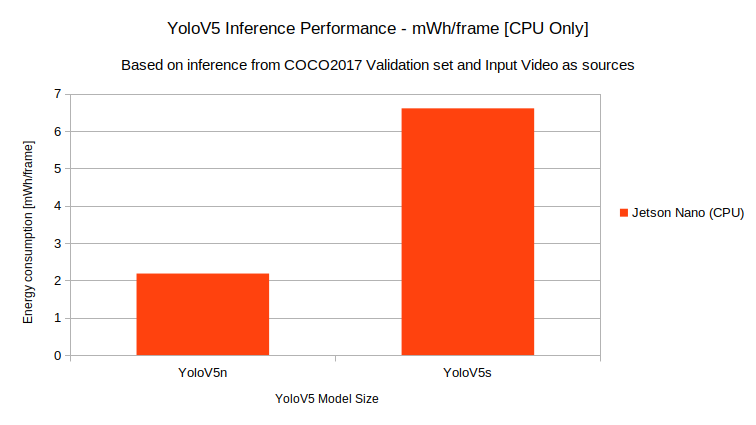 YoloV5 Inference Performance - mWh/frame [CPU Only]
Based on inference from COCO2017 Validation set and Input Video as sources
7
6
5
4
3
2
1
0
Energy consumption [mWh/frame]
Jetson Nano (CPU)
YoloV5n
YoloV5s
YoloV5 Model Size